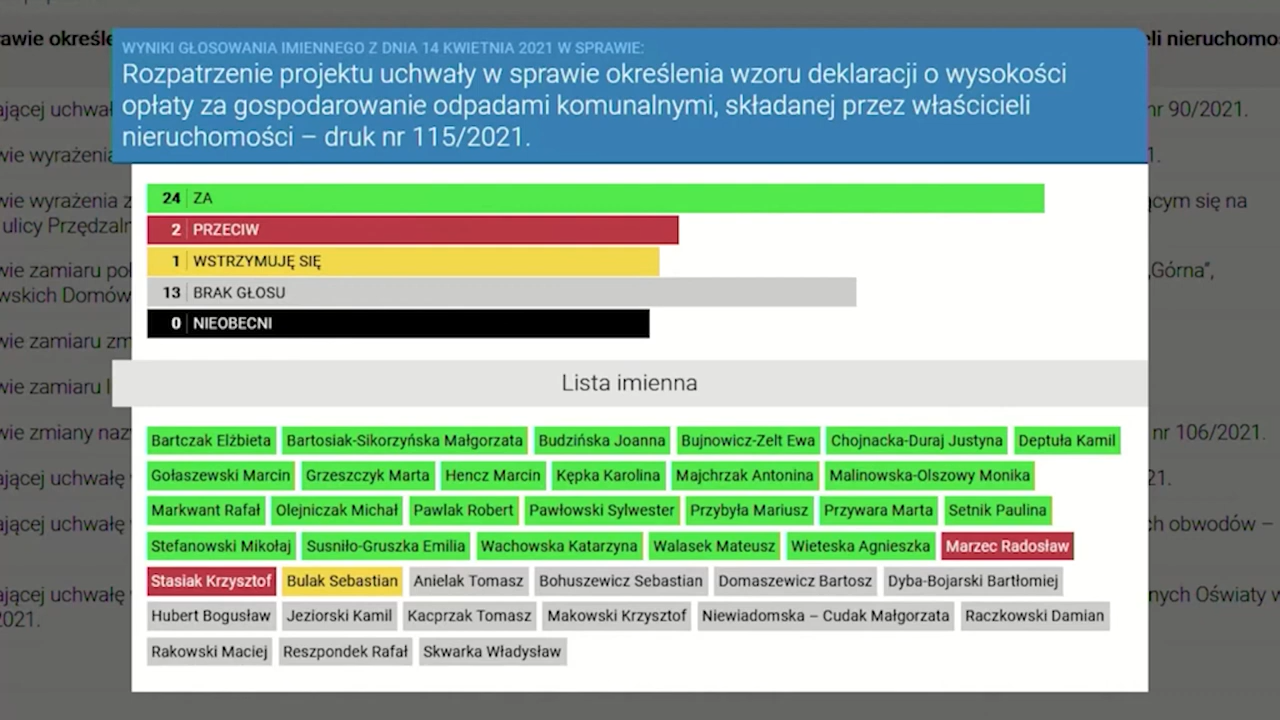 WYNIKI GŁOSOWANIA IMIENNEGO Z DNIA 14 KWIETNIA 2021 W SPRAWIE:
Rozpatrzenie projektu uchwały w sprawie określenia wzoru deklaracji o wysokości
opłaty za gospodarowanie odpadami komunalnymi, składanej przez właścicieli
nieruchomości – druk nr 115/2021.
24 ZA
2 PRZECIW
1 WSTRZYMUJĘ SIĘ
13 BRAK GŁOSU
0 NIEOBECNI
Lista imienna
Bartczak Elżbieta Bartosiak-Sikorzyńska Małgorzata Budzińska Joanna Bujnowicz-Zelt Ewa Chojnacka-Duraj Justyna Deptuła Kamil
Gołaszewski Marcin Grzeszczyk Marta Hencz Marcin Kępka Karolina Majchrzak Antonina Malinowska-Olszowy Monika
Markwant Rafał Olejniczak Michał Pawlak Robert Pawłowski Sylwester Przybyła Mariusz Przywara Marta Setnik Paulina
Stefanowski Mikołaj Susniło-Gruszka Emilia Wachowska Katarzyna Walasek Mateusz Wieteska Agnieszka Marzec Radosław
Stasiak Krzysztof Bulak Sebastian Anielak Tomasz Bohuszewicz Sebastian Domaszewicz Bartosz Dyba-Bojarski Bartłomiej
Hubert Bogusław Jeziorski Kamil Kacprzak Tomasz Makowski Krzysztof Niewiadomska – Cudak Małgorzata Raczkowski Damian
Rakowski Maciej Reszpondek Rafał Skwarka Władysław